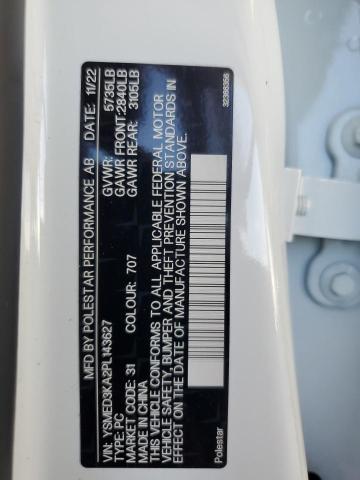 MFD BY POLESTAR PERFORMANCE AB DATE: 11/22
GVWR: 5735LB
GAWR FRONT: 2840LB
GAWR REAR: 3105LB
VIN: YSMED3KA2PL143627
TYPE: PC
MARKET CODE: 31 COLOUR: 707
MADE IN CHINA
THIS VEHICLE CONFORMS TO ALL APPLICABLE FEDERAL MOTOR
VEHICLE SAFETY, BUMPER AND THEFT PREVENTION STANDARDS IN
EFFECT ON THE DATE OF MANUFACTURE SHOWN ABOVE.
Polestar
32388356